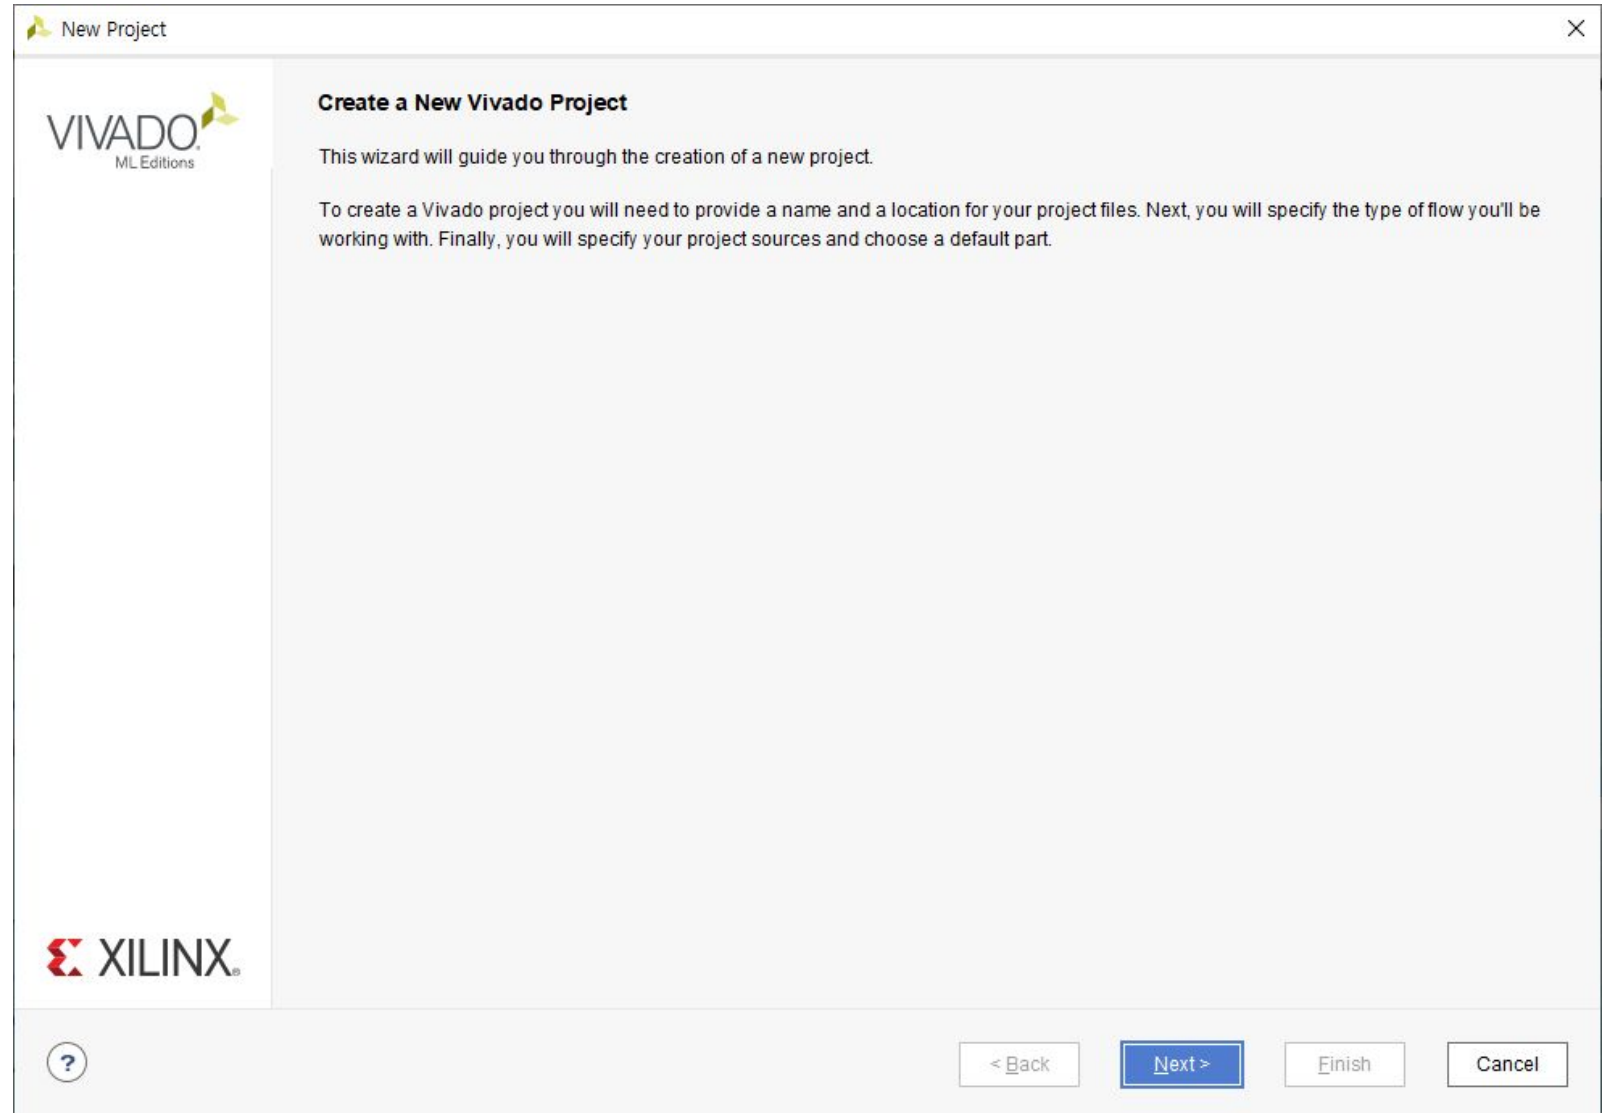 New Project
VIVADO.
ML Editions
Create a New Vivado Project
This wizard will guide you through the creation of a new project.
To create a Vivado project you will need to provide a name and a location for your project files. Next, you will specify the type of flow you'll be
working with. Finally, you will specify your project sources and choose a default part.
XILINX®
?
< Back
Next >
Finish
Cancel